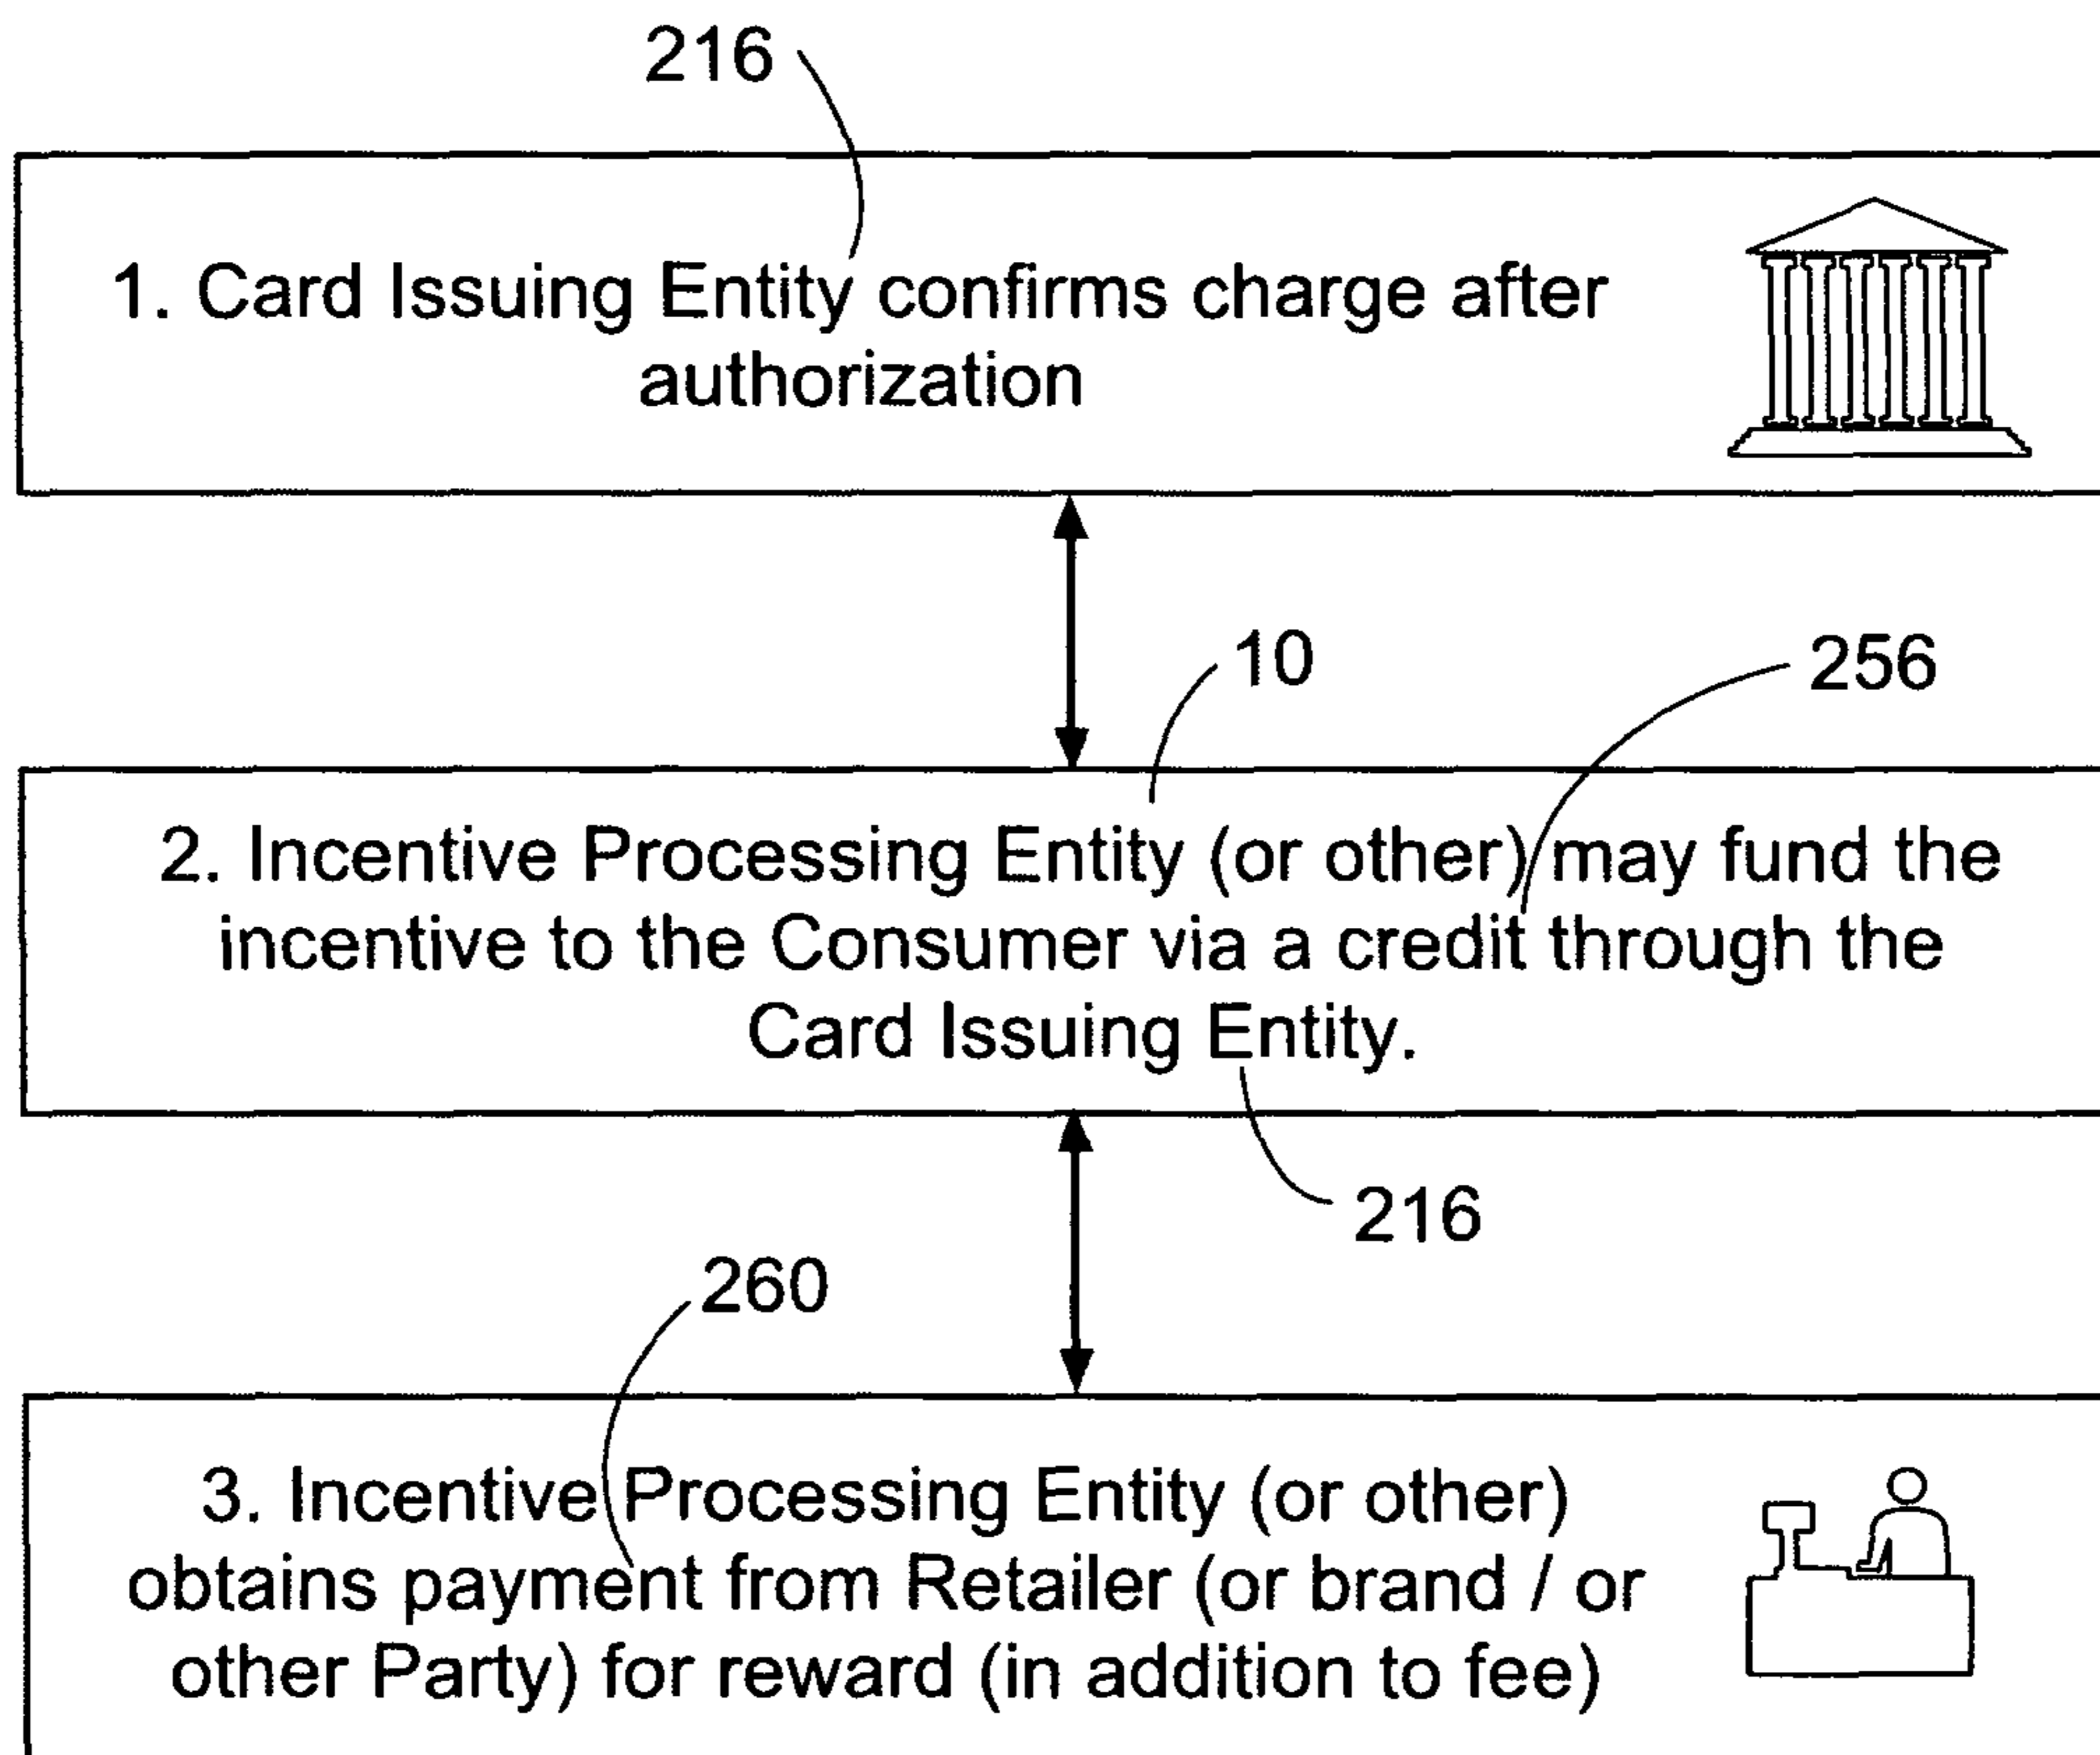 216
1. Card Issuing Entity confirms charge after
authorization
10
256
2. Incentive Processing Entity (or other) may fund the
incentive to the Consumer via a credit through the
Card Issuing Entity.
216
260
3. Incentive Processing Entity (or other)
obtains payment from Retailer (or brand / or
other Party) for reward (in addition to fee)